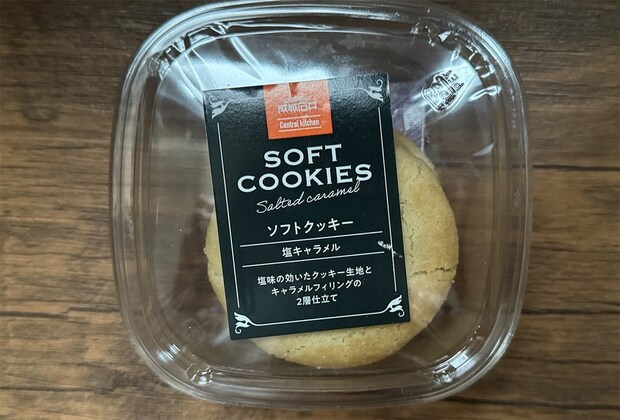 成城石井
Central kitchen
SOFT
COOKIES
Salted caramel
ソフトクッキー
塩キャラメル
塩味の効いたクッキー生地と
キャラメルフィリングの
2層仕立て